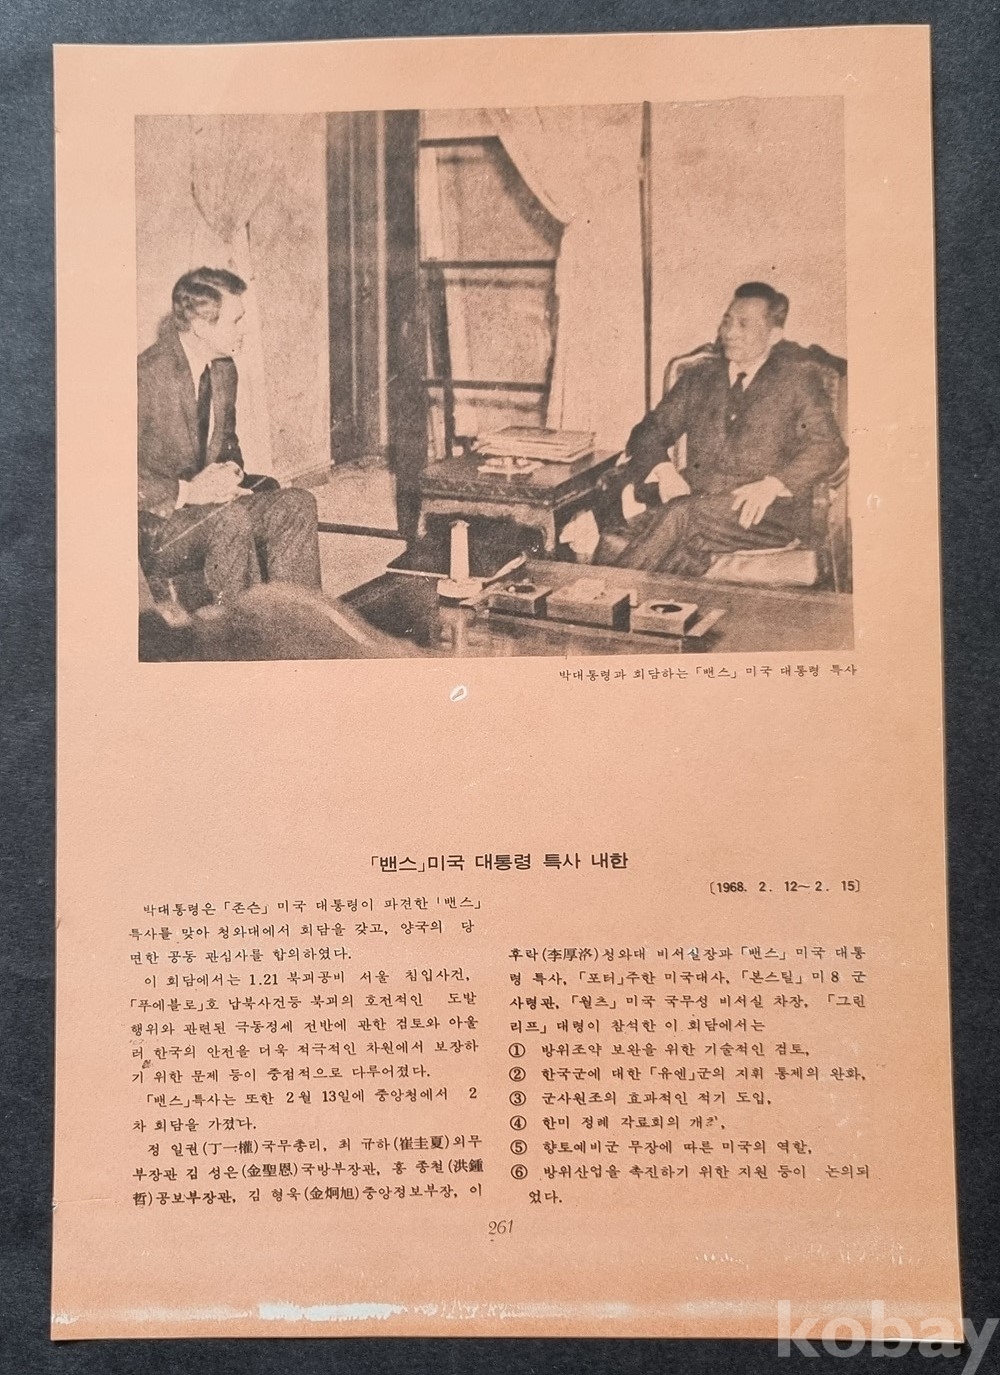 박대통령과 회담하는 「밴스」 미국 대통령 특사
「밴스」미국 대통령 특사 내한
〔1968. 2. 12~2. 15〕
박대통령은 「존슨」 미국 대통령이 파견한 「밴스」
특사를 맞아 청와대에서 회담을 갖고, 양국의 당
면한 공동 관심사를 합의하였다.
이 회담에서는 1.21 북괴공비 서울 침입사건,
「푸에블로」호 납북사건등 북괴의 호전적인 도발
행위와 관련된 극동정세 전반에 관한 검토와 아울
러 한국의 안전을 더욱 적극적인 차원에서 보장하
기 위한 문제 등이 중점적으로 다루어졌다.
「밴스」특사는 또한 2월 13일에 중앙청에서 2
차 회담을 가졌다.
정 일권(丁一權)국무총리, 최 규하(崔圭夏)외무
부장관 김 성은(金聖恩)국방부장관, 홍 종철(洪鍾
哲)공보부장관, 김 형욱(金炯旭)중앙정보부장, 이
후락(李厚洛)청와대 비서실장과 「밴스」 미국 대통
령 특사, 「포터」주한 미국대사, 「본스틸」미 8 군
사령관, 「월츠」 미국 국무성 비서실 차장, 「그린
리프」 대령이 참석한 이 회담에서는
① 방위조약 보완을 위한 기술적인 검토,
② 한국군에 대한 「유엔」군의 지휘 통제의 완화,
③ 군사원조의 효과적인 적기 도입,
④ 한미 정례 각료회의
⑤ 향토예비군 무장에 따른 미국의 역할,
⑥ 방위산업을 촉진하기 위한 지원 등이 논의되
었다.
261
kobay